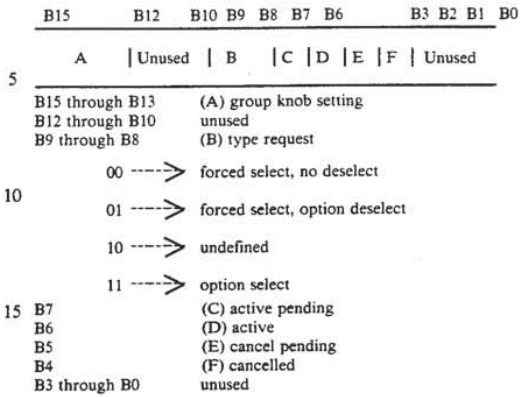 B15 B12 B10 B9 B8 B7 B6 B3 B2 B1 B0
A | Unused | B | C | D | E | F | Unused
5
B15 through B13 (A) group knob setting
B12 through B10 unused
B9 through B8 (B) type request
00 ----> forced select, no deselect
10
01 ----> forced select, option deselect
10 ----> undefined
11 ----> option select
15 B7 (C) active pending
B6 (D) active
B5 (E) cancel pending
B4 (F) cancelled
B3 through B0 unused